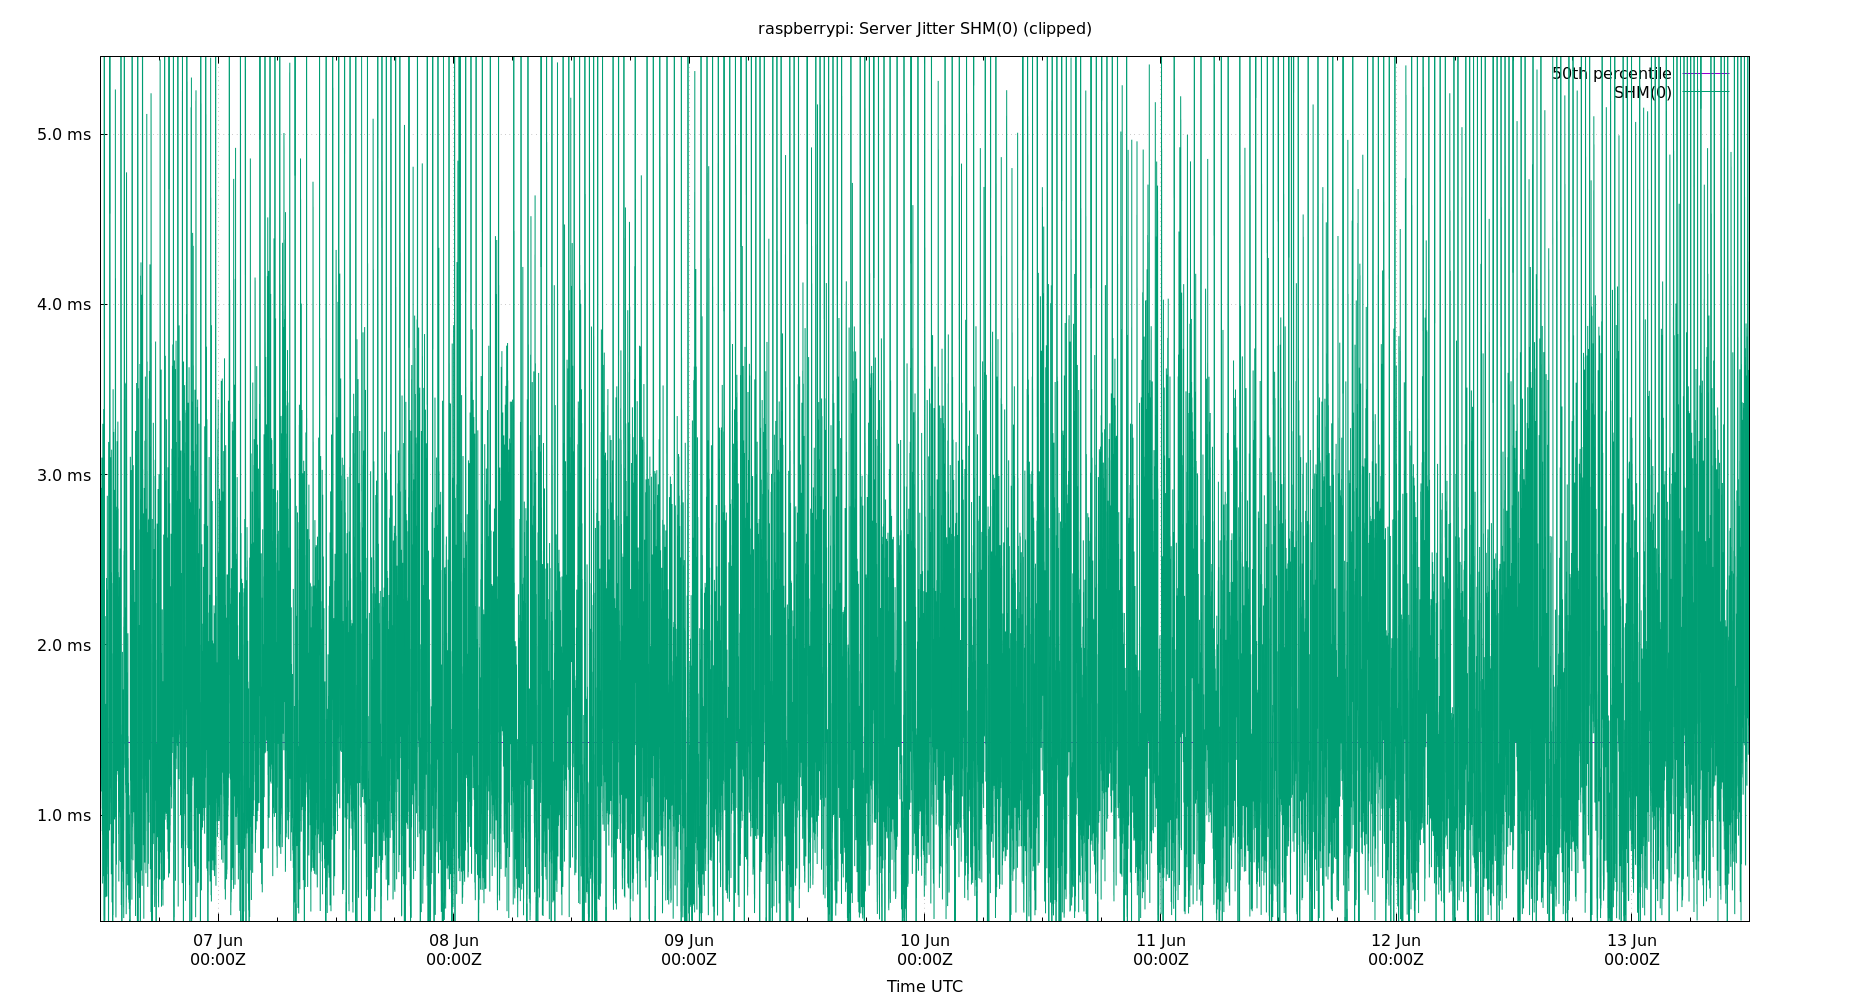 raspberrypi: Server Jitter SHM(0) (clipped)
50th percentile
SHM(0)
5.0 ms
4.0 ms
3.0 ms
2.0 ms
1.0 ms
07 Jun 08 Jun 09 Jun 10 Jun 11 Jun 12 Jun 13 Jun
00:00Z 00:00Z 00:00Z 00:00Z 00:00Z 00:00Z 00:00Z
Time UTC